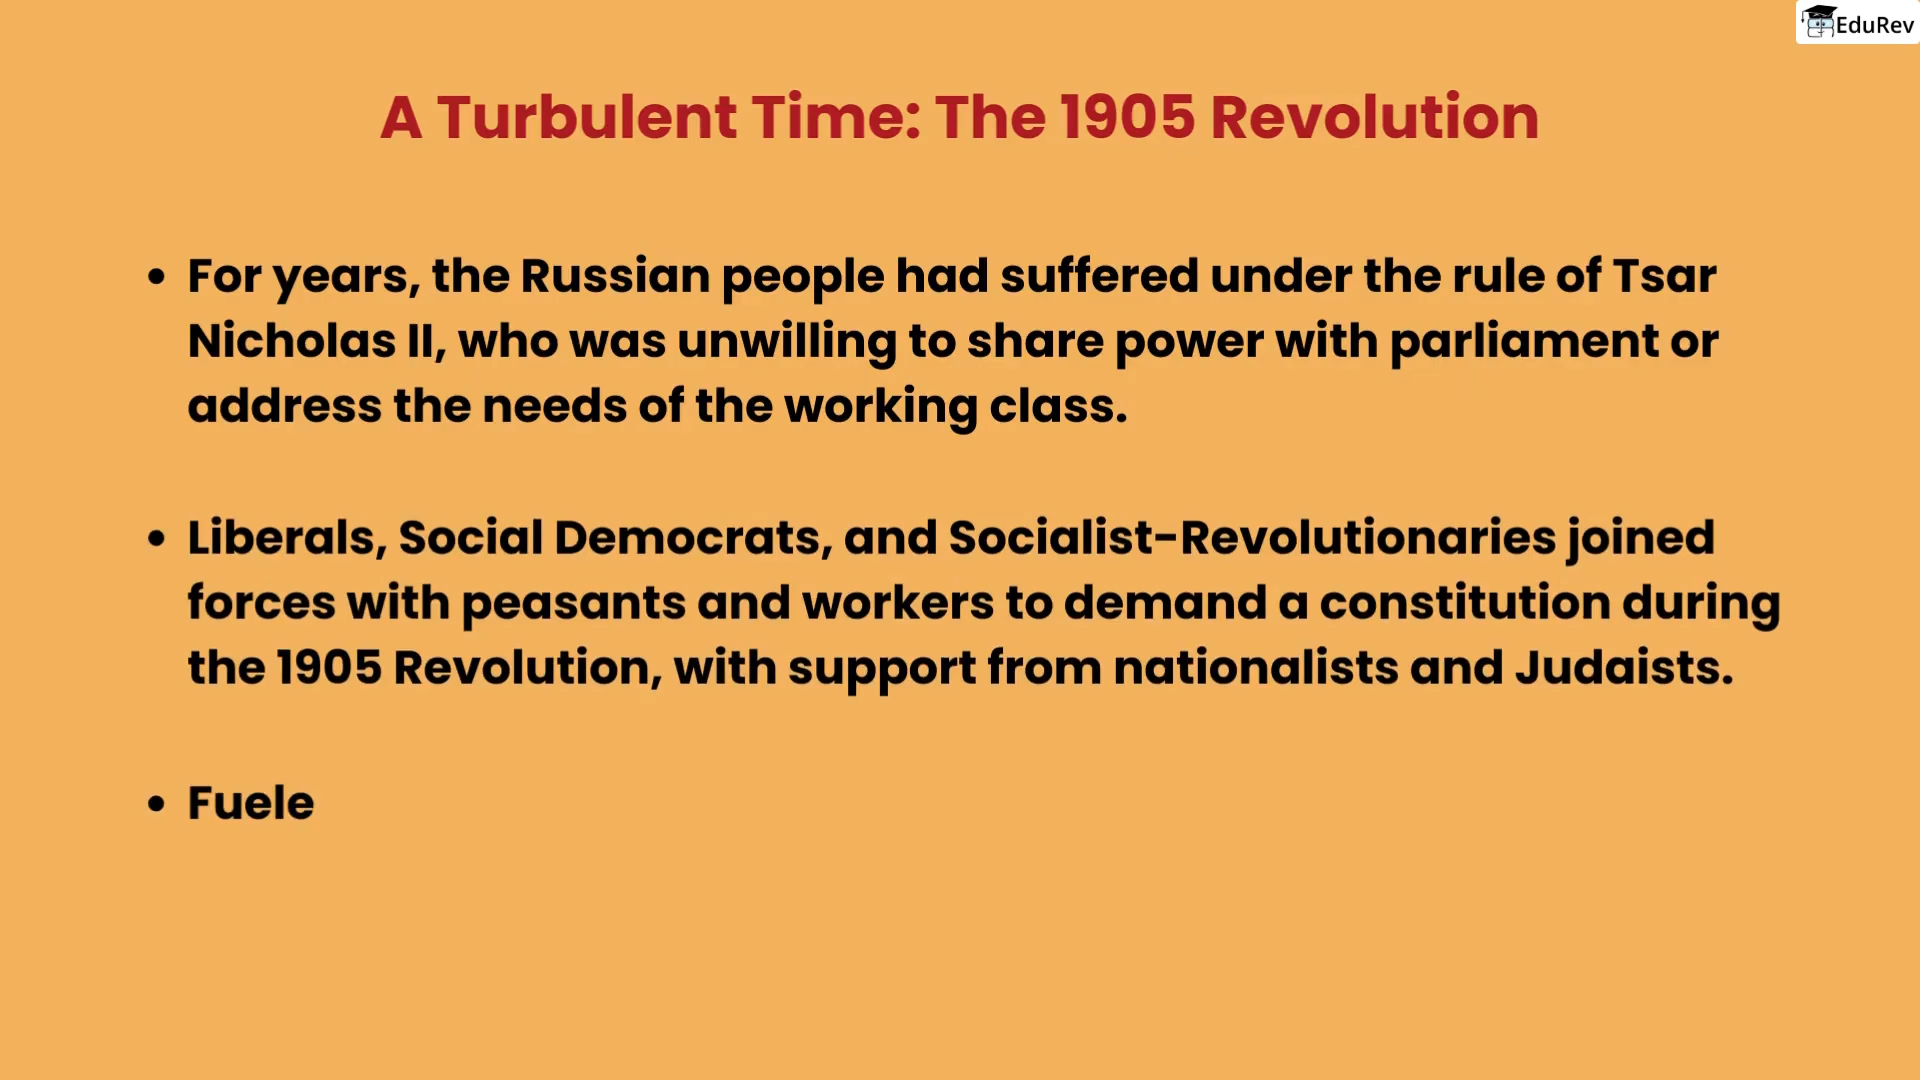 EduRev
A Turbulent Time: The 1905 Revolution
• For years, the Russian people had suffered under the rule of Tsar
Nicholas II, who was unwilling to share power with parliament or
address the needs of the working class.
• Liberals, Social Democrats, and Socialist-Revolutionaries joined
forces with peasants and workers to demand a constitution during
the 1905 Revolution, with support from nationalists and Judaists.
• Fuele